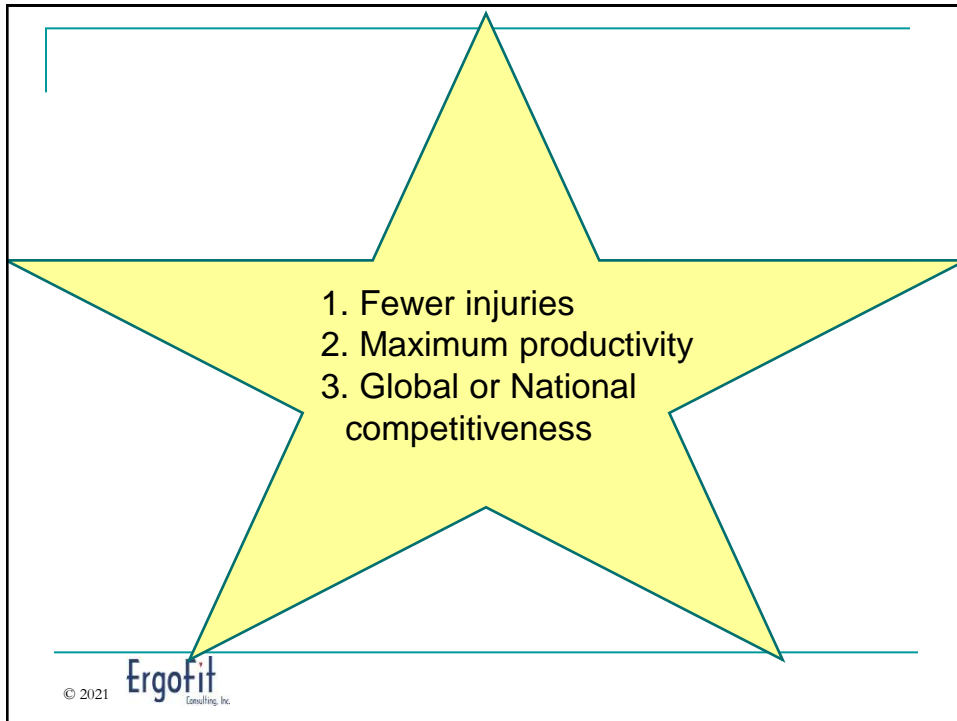 1. Fewer injuries
2. Maximum productivity
3. Global or National
competitiveness
© 2021 ErgoFit
Consulting, Inc.